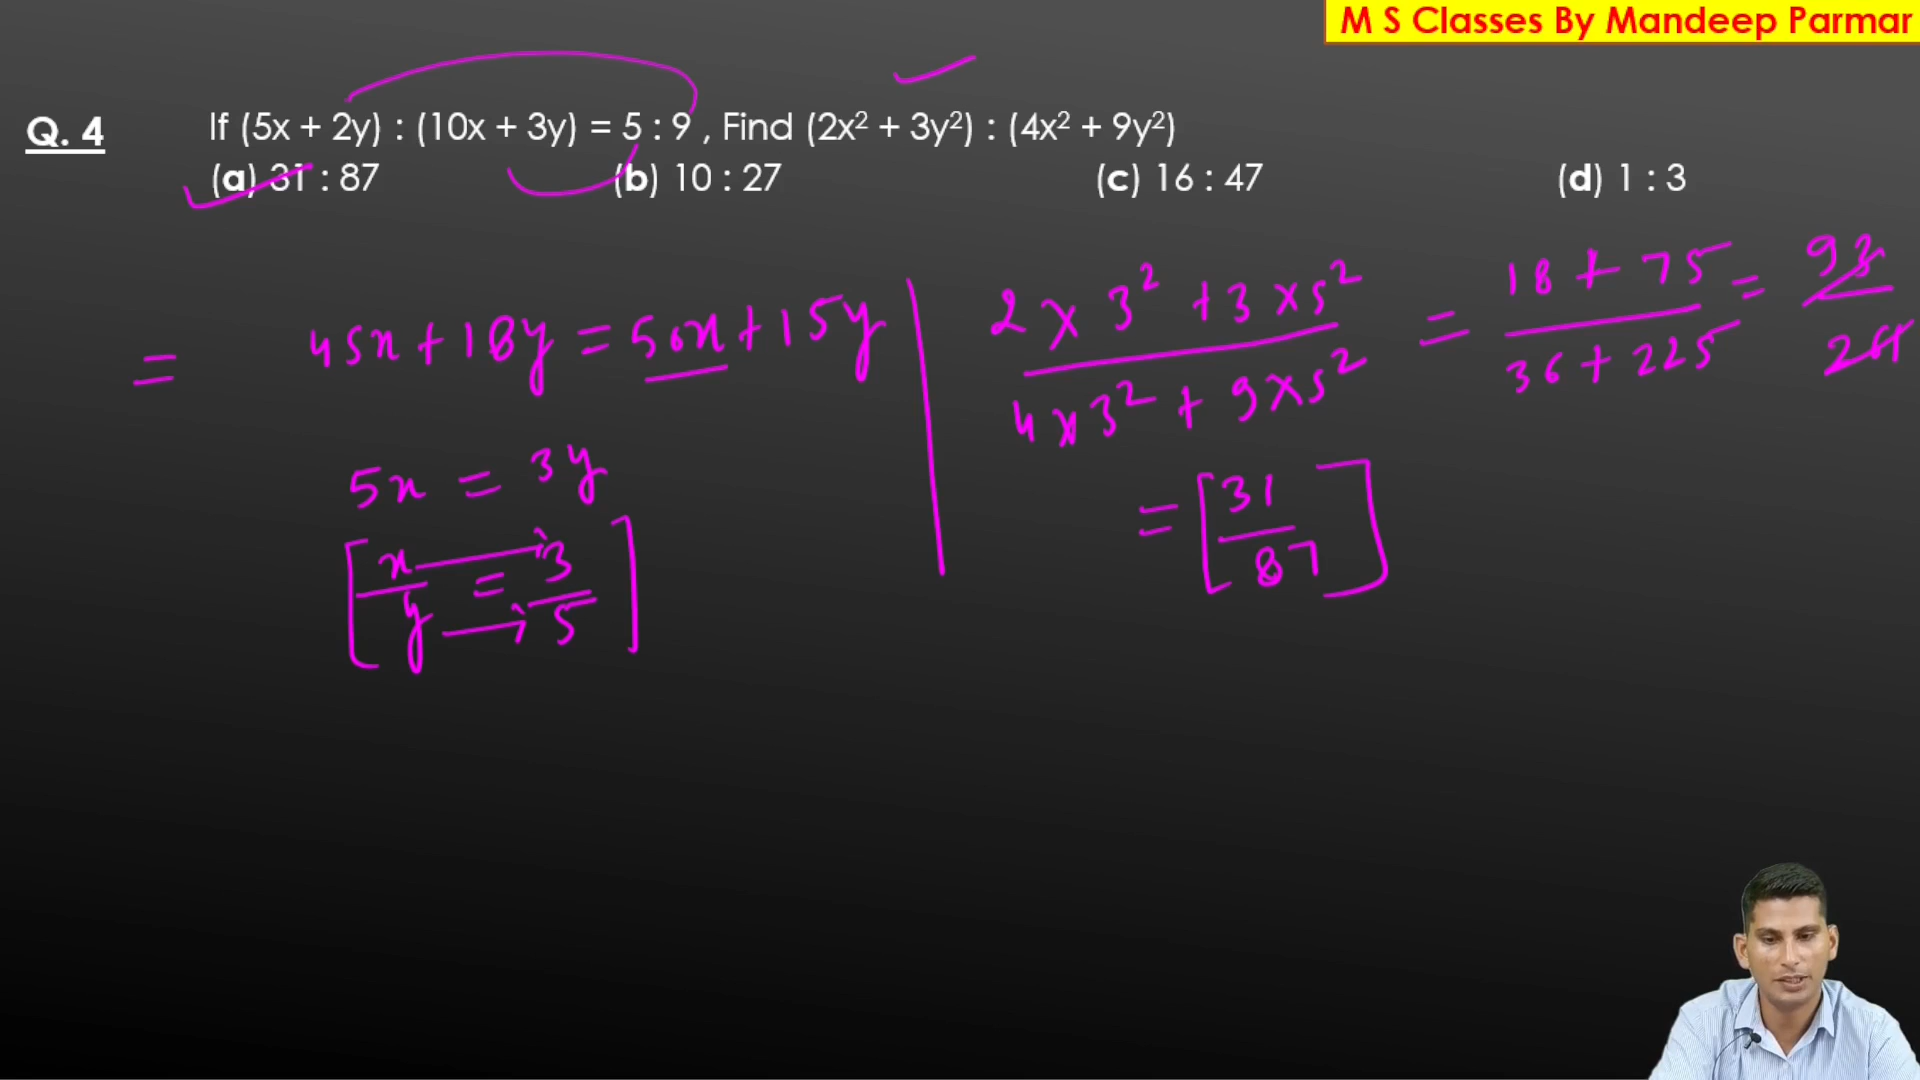 M S Classes By Mandeep Parmar
Q. 4 If (5x + 2y) : (10x + 3y) = 5 : 9 , Find (2x² + 3y²) : (4x² + 9y²)
(a) 31 : 87 (b) 10 : 27 (c) 16 : 47 (d) 1 : 3
= 45x + 18y = 50x + 15y
5x = 3y
[x/y = 3/5]
(2 × 3² + 3 × 5²)/(4 × 3² + 9 × 5²) = (18 + 75)/(36 + 225) = 93/261
= [31/87]